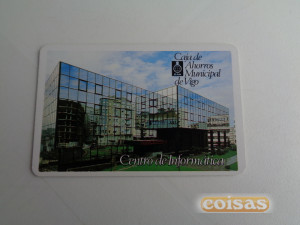 Caja de
Ahorros
Municipal
de Vigo
Centro de Informática
coisas